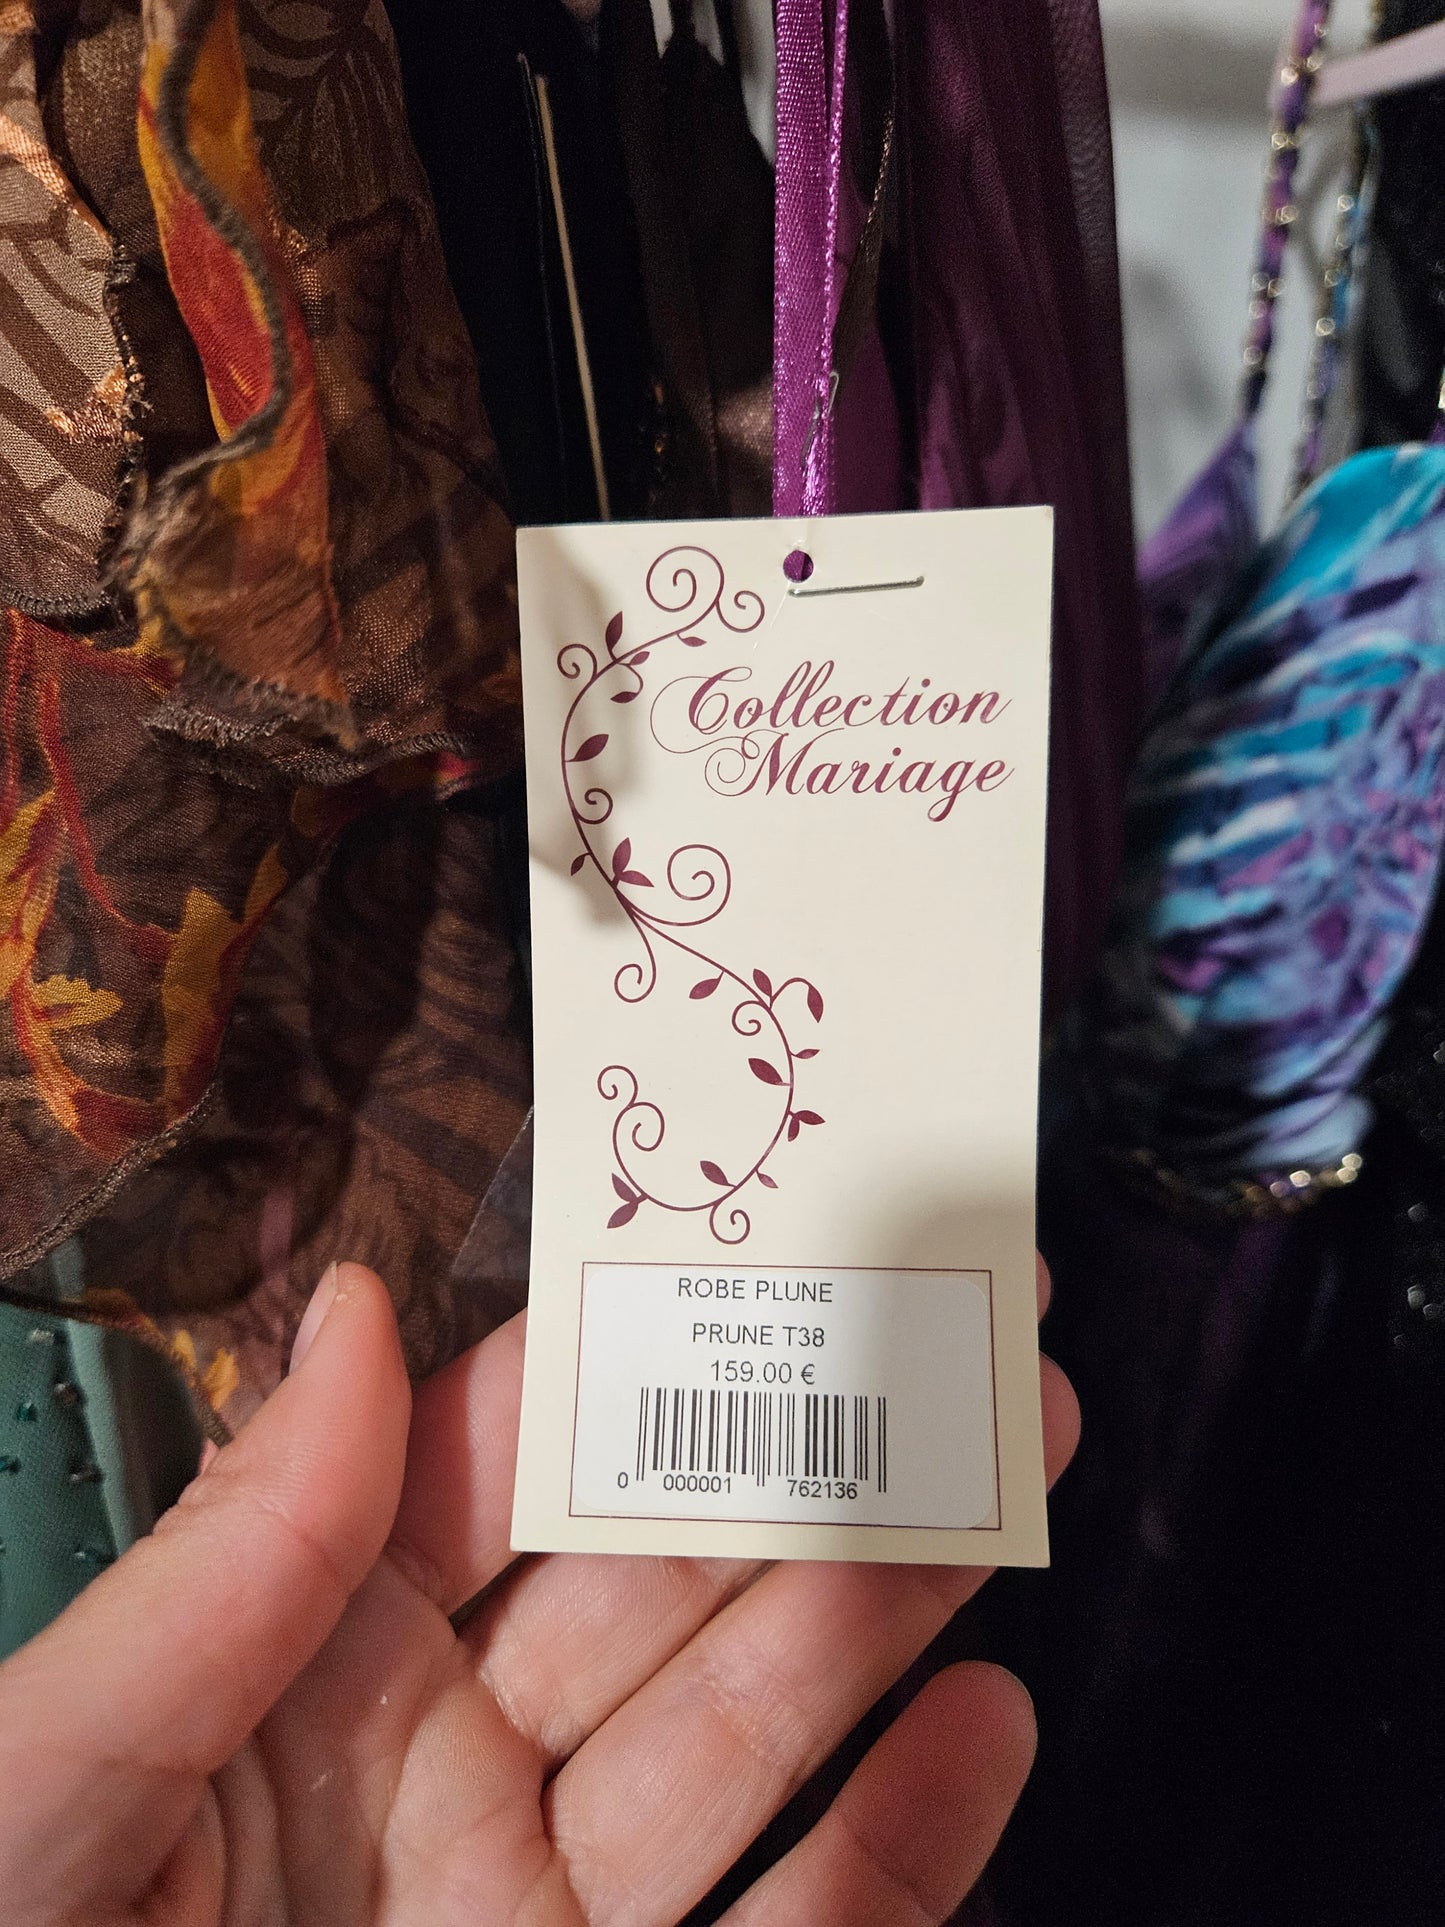 Collection
Mariage
ROBE PLUNE
PRUNE T38
159.00 €
0 000001 762136